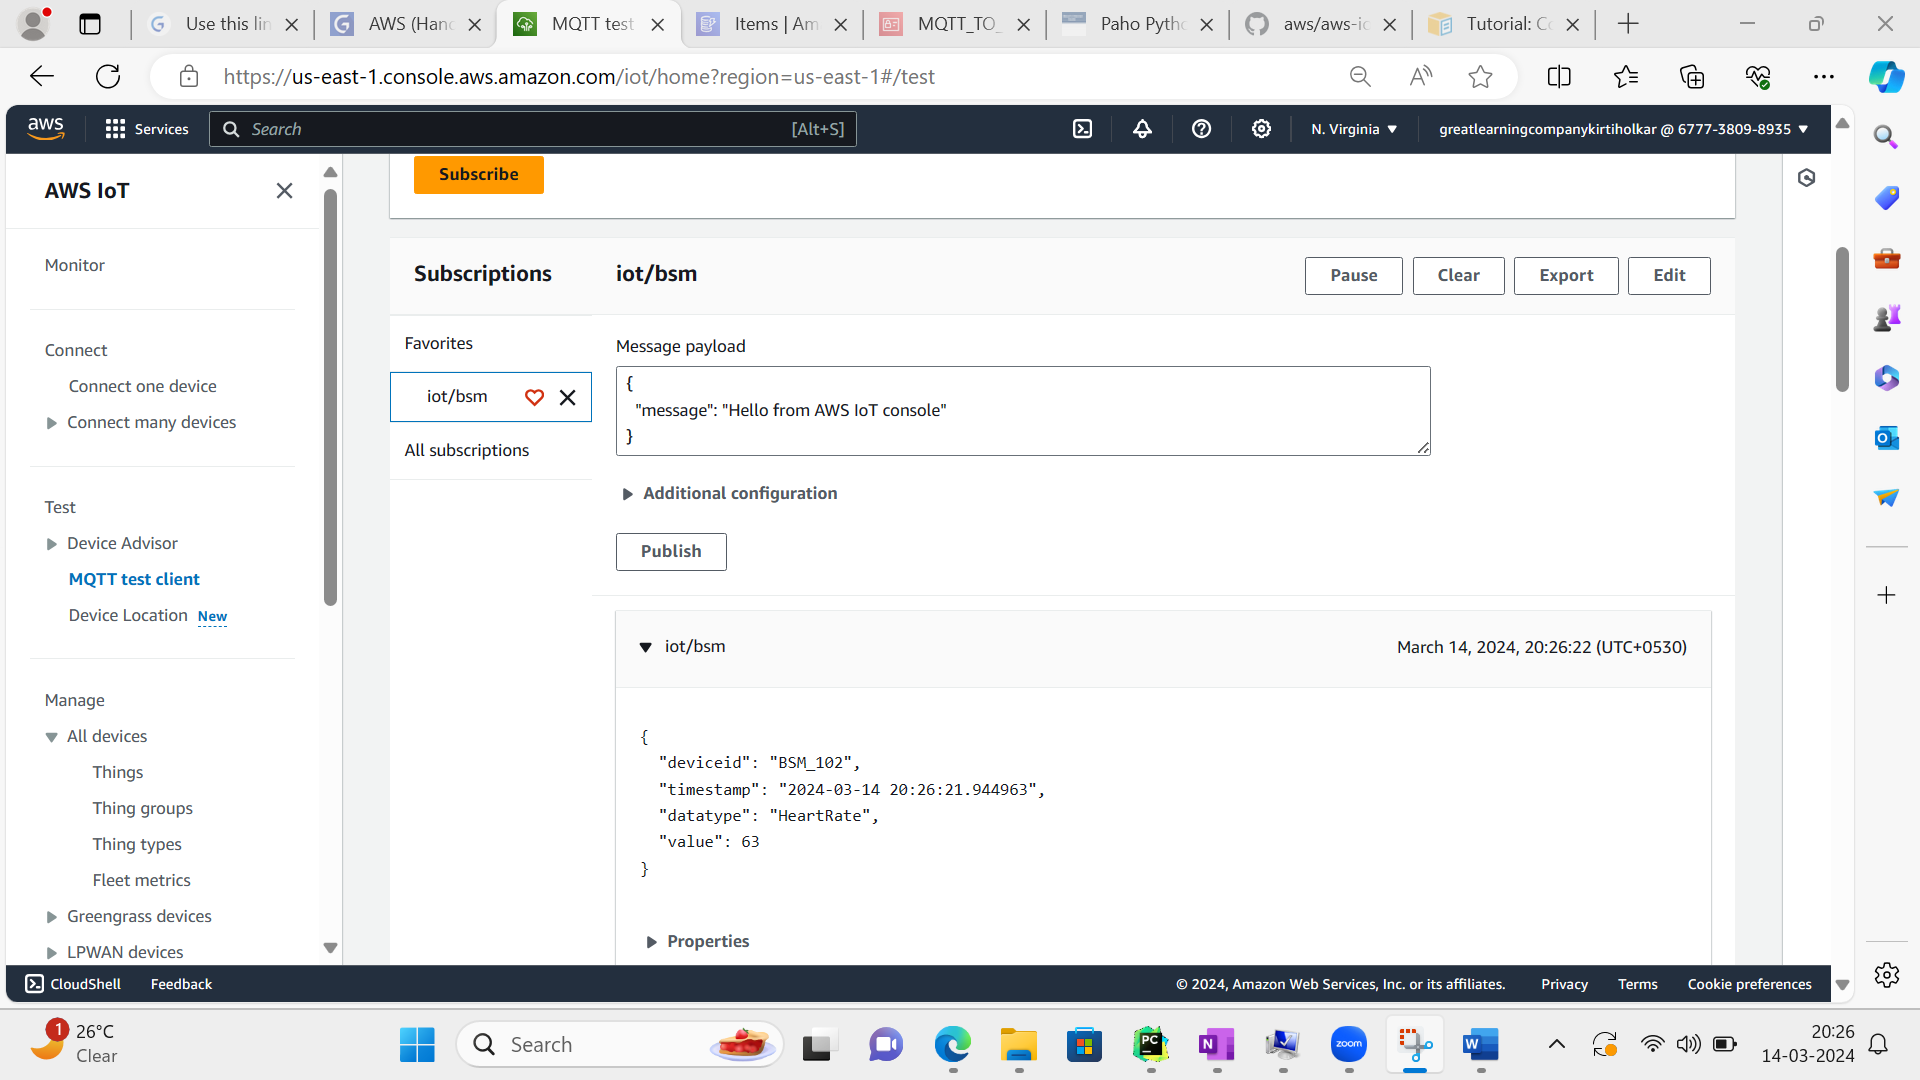 Use this lin
AWS (Hanc
MQTT test
Items | Am
MQTT_TO_
Paho Pytho
aws/aws-io
Tutorial: Co
https://us-east-1.console.aws.amazon.com/iot/home?region=us-east-1#/test
aws
Services
Search
[Alt+S]
N. Virginia
greatlearningcompanykirtiholkar @ 6777-3809-8935
AWS IoT
Monitor
Connect
Connect one device
Connect many devices
Test
Device Advisor
MQTT test client
Device Location New
Manage
All devices
Things
Thing groups
Thing types
Fleet metrics
Greengrass devices
LPWAN devices
Subscribe
Subscriptions
iot/bsm
Pause
Clear
Export
Edit
Favorites
iot/bsm
All subscriptions
Message payload
{
"message": "Hello from AWS IoT console"
}
Additional configuration
Publish
iot/bsm
March 14, 2024, 20:26:22 (UTC+0530)
{
"deviceid": "BSM_102",
"timestamp": "2024-03-14 20:26:21.944963",
"datatype": "HeartRate",
"value": 63
}
Properties
CloudShell
Feedback
© 2024, Amazon Web Services, Inc. or its affiliates.
Privacy
Terms
Cookie preferences
1
26°C
Clear
Search
PC
N
zoom
W
20:26
14-03-2024